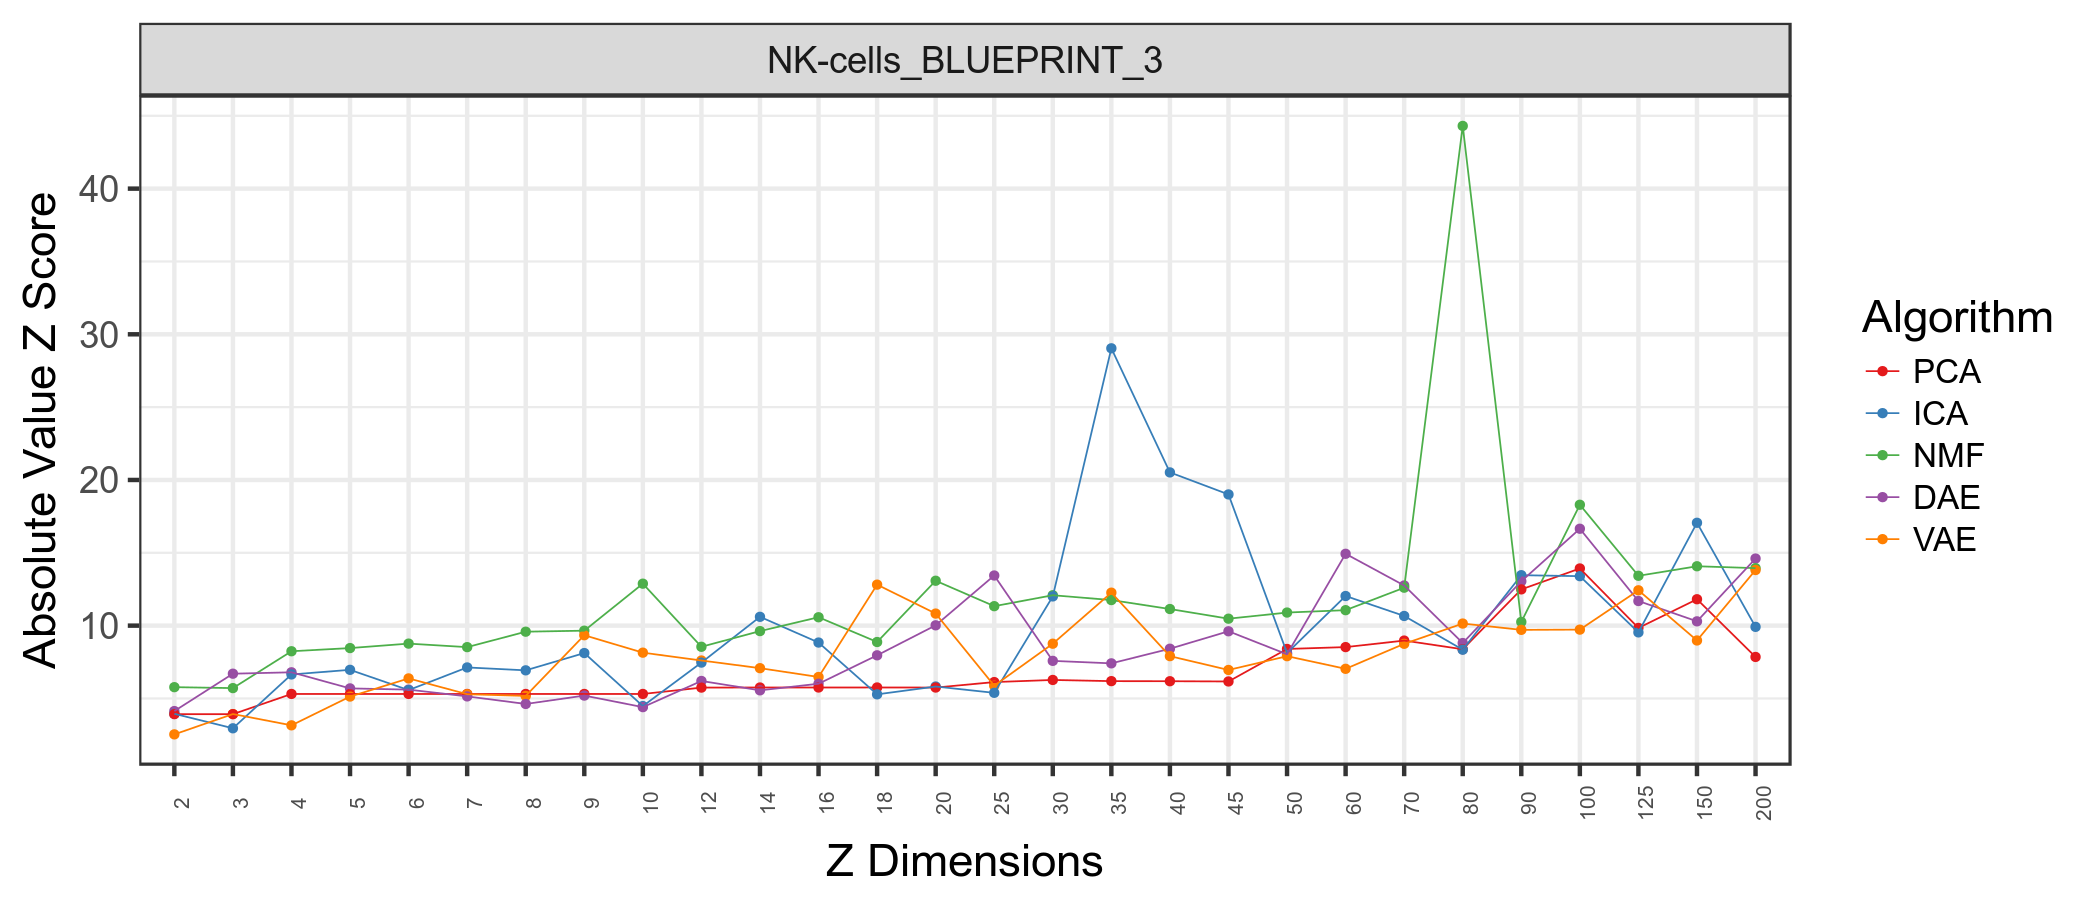 NK-cells_BLUEPRINT_3
Absolute Value Z Score
40
30
20
10
2 3 4 5 6 7 8 9 10 12 14 16 18 20 25 30 35 40 45 50 60 70 80 90 100 125 150 200
Z Dimensions
Algorithm
PCA
ICA
NMF
DAE
VAE